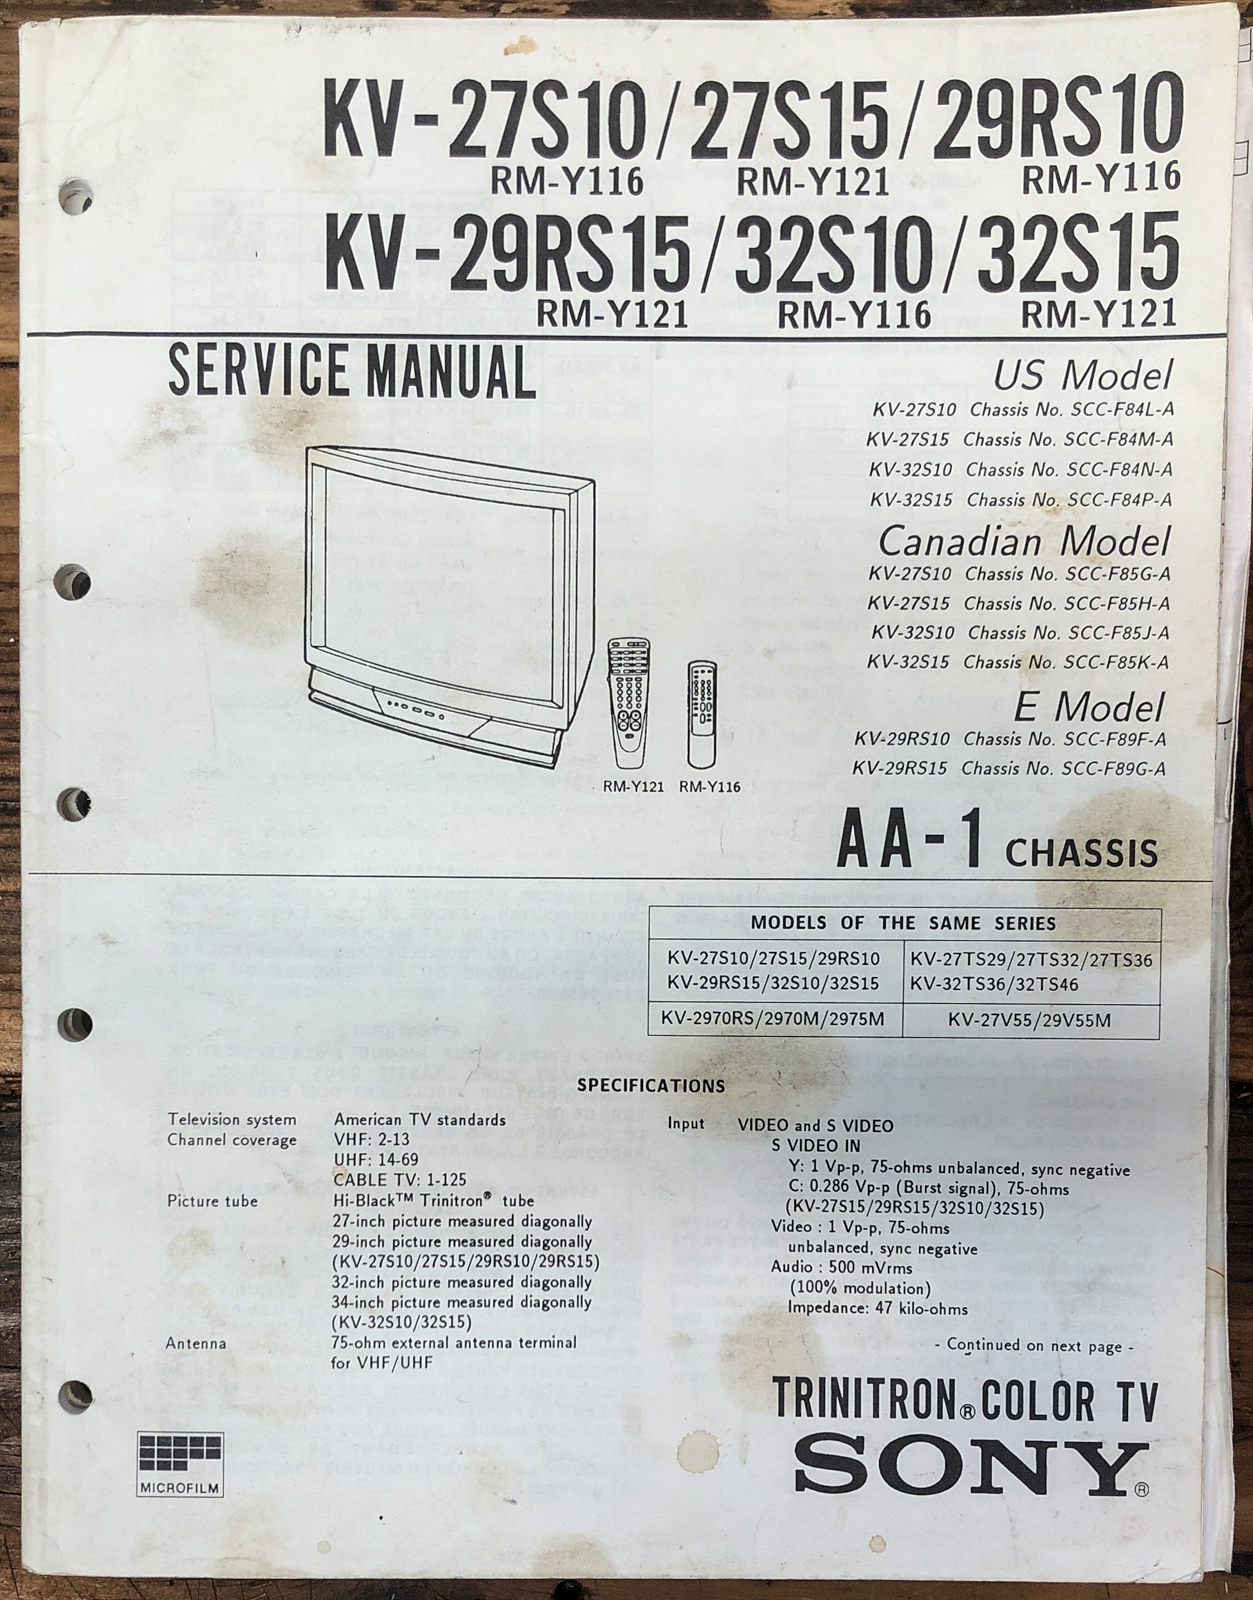 KV-27S10/27S15/29RS10
RM-Y116 RM-Y121 RM-Y116
KV-29RS15/32S10/32S15
RM-Y121 RM-Y116 RM-Y121
SERVICE MANUAL
US Model
KV-27S10 Chassis No. SCC-F84L-A
KV-27S15 Chassis No. SCC-F84M-A
KV-32S10 Chassis No. SCC-F84N-A
KV-32S15 Chassis No. SCC-F84P-A
Canadian Model
KV-27S10 Chassis No. SCC-F85G-A
KV-27S15 Chassis No. SCC-F85H-A
KV-32S10 Chassis No. SCC-F85J-A
KV-32S15 Chassis No. SCC-F85K-A
E Model
KV-29RS10 Chassis No. SCC-F89F-A
KV-29RS15 Chassis No. SCC-F89G-A
RM-Y121 RM-Y116
AA-1 CHASSIS
MODELS OF THE SAME SERIES
KV-27S10/27S15/29RS10 KV-27TS29/27TS32/27TS36
KV-29RS15/32S10/32S15 KV-32TS36/32TS46
KV-2970RS/2970M/2975M KV-27V55/29V55M
SPECIFICATIONS
Television system American TV standards
Channel coverage VHF: 2-13
UHF: 14-69
CABLE TV: 1-125
Picture tube Hi-Black™ Trinitron® tube
27-inch picture measured diagonally
29-inch picture measured diagonally
(KV-27S10/27S15/29RS10/29RS15)
32-inch picture measured diagonally
34-inch picture measured diagonally
(KV-32S10/32S15)
Antenna 75-ohm external antenna terminal
for VHF/UHF
Input VIDEO and S VIDEO
S VIDEO IN
Y: 1 Vp-p, 75-ohms unbalanced, sync negative
C: 0.286 Vp-p (Burst signal), 75-ohms
(KV-27S15/29RS15/32S10/32S15)
Video : 1 Vp-p, 75-ohms
unbalanced, sync negative
Audio : 500 mVrms
(100% modulation)
Impedance: 47 kilo-ohms
- Continued on next page -
TRINITRON® COLOR TV
SONY®
MICROFILM